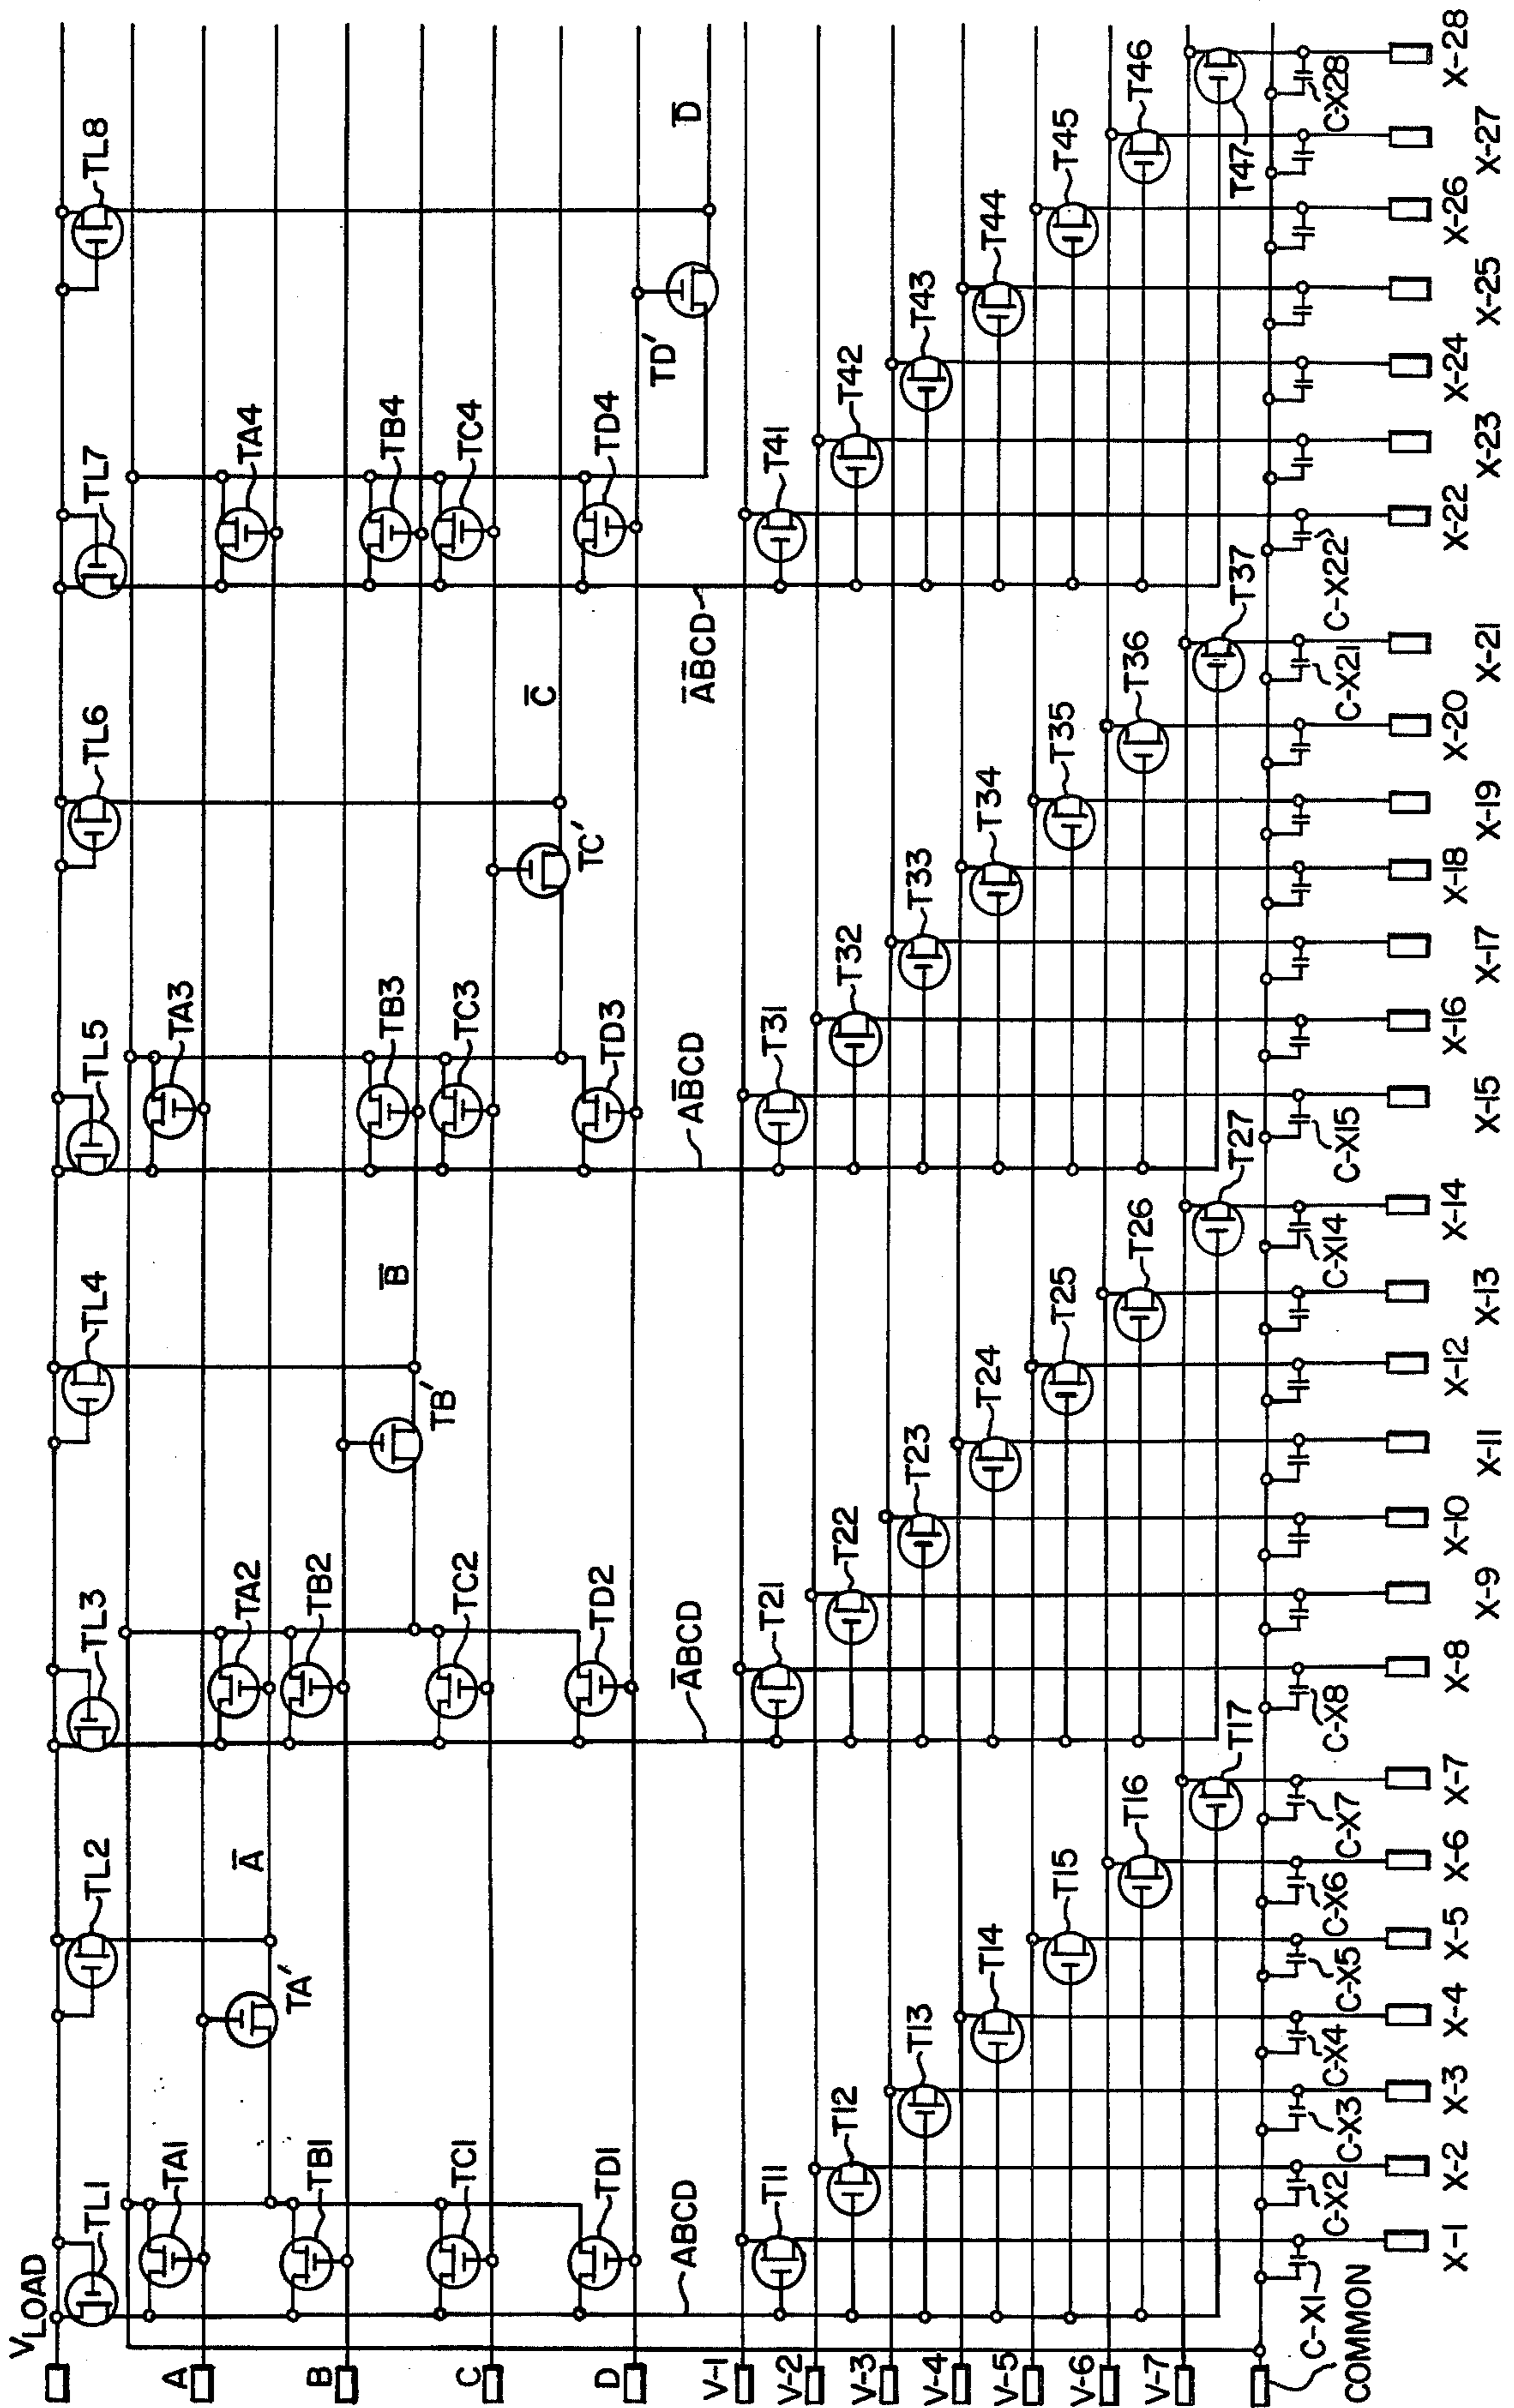 V LOAD
TL1
TL2
TL3
TL4
TL5
TL6
TL7
TL8
A
TA1
TA'
A̅
TA2
TA3
TA4
B
TB1
TB2
TB'
B̅
TB3
TB4
C
TC1
TC2
TC3
TC'
C̅
TC4
D
TD1
TD2
TD3
TD4
TD'
D̅
ABCD
A̅BCD
AB̅CD
A̅B̅CD
V-1
T11
T21
T31
T41
V-2
T12
T22
T32
T42
V-3
T13
T23
T33
T43
V-4
T14
T24
T34
T44
V-5
T15
T25
T35
T45
V-6
T16
T26
T36
T46
V-7
T17
T27
T37
T47
COMMON
C-X1
C-X2
C-X3
C-X4
C-X5
C-X6
C-X7
C-X8
C-X14
C-X15
C-X21
C-X22
C-X28
X-1
X-2
X-3
X-4
X-5
X-6
X-7
X-8
X-9
X-10
X-11
X-12
X-13
X-14
X-15
X-16
X-17
X-18
X-19
X-20
X-21
X-22
X-23
X-24
X-25
X-26
X-27
X-28